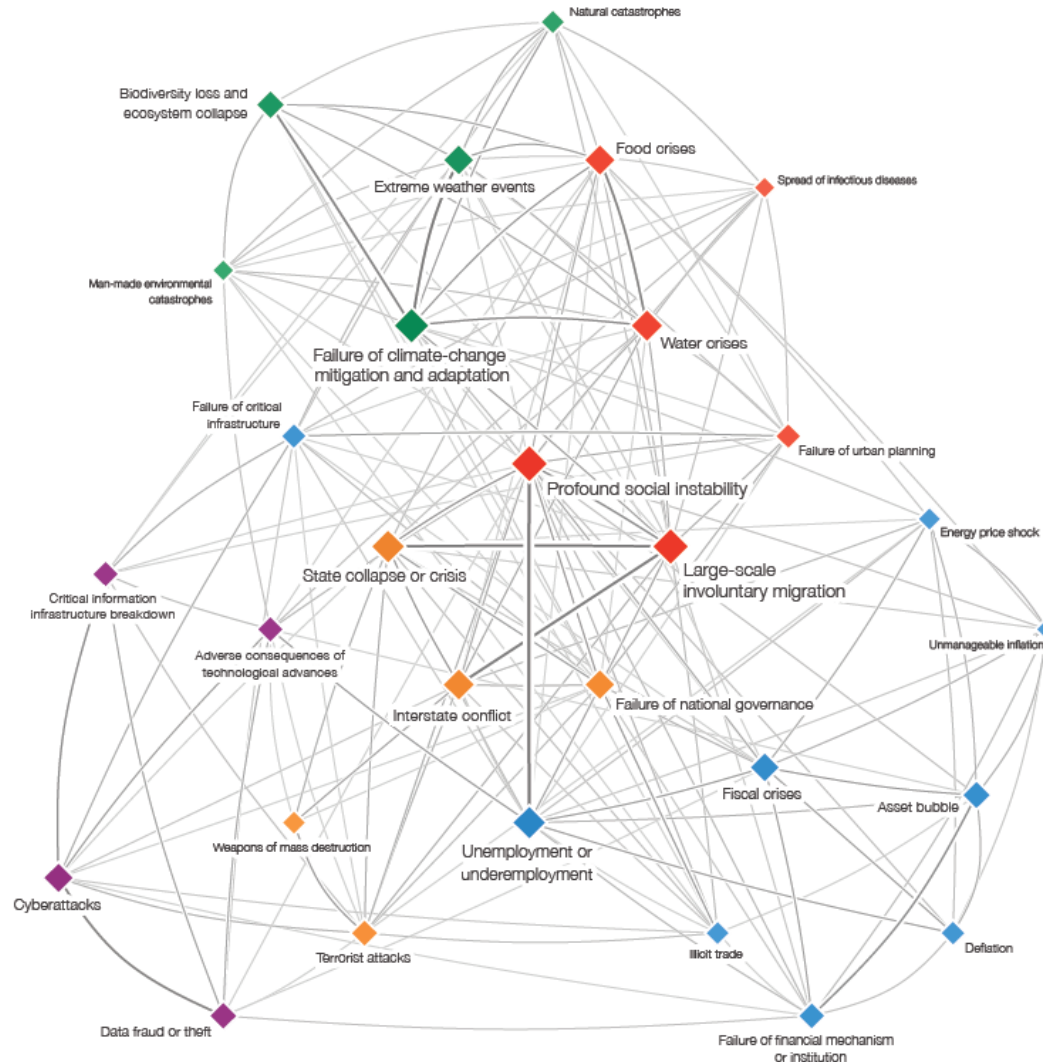 Natural catastrophes
Biodiversity loss and
ecosystem collapse
Food orises
Extreme weather events
Spread of infectious diseases
Man-made environmental
catastrophes
Water orises
Failure of climate-change
mitigation and adaptation
Failure of critical
infrastructure
Failure of urban planning
Profound social instability
Energy price shock
State collapse or crisis
Large-scale
involuntary migration
Critical information
infrastructure breakdown
Unmanageable inflation
Adverse consequences of
technological advances
Interstate conflict
Failure of national governance
Fiscal crises
Asset bubble
Weapons of mass destruction
Unemployment or
underemployment
Cyberattacks
Terrorist attacks
Illicit trade
Deflation
Data fraud or theft
Failure of financial mechanism
or institution